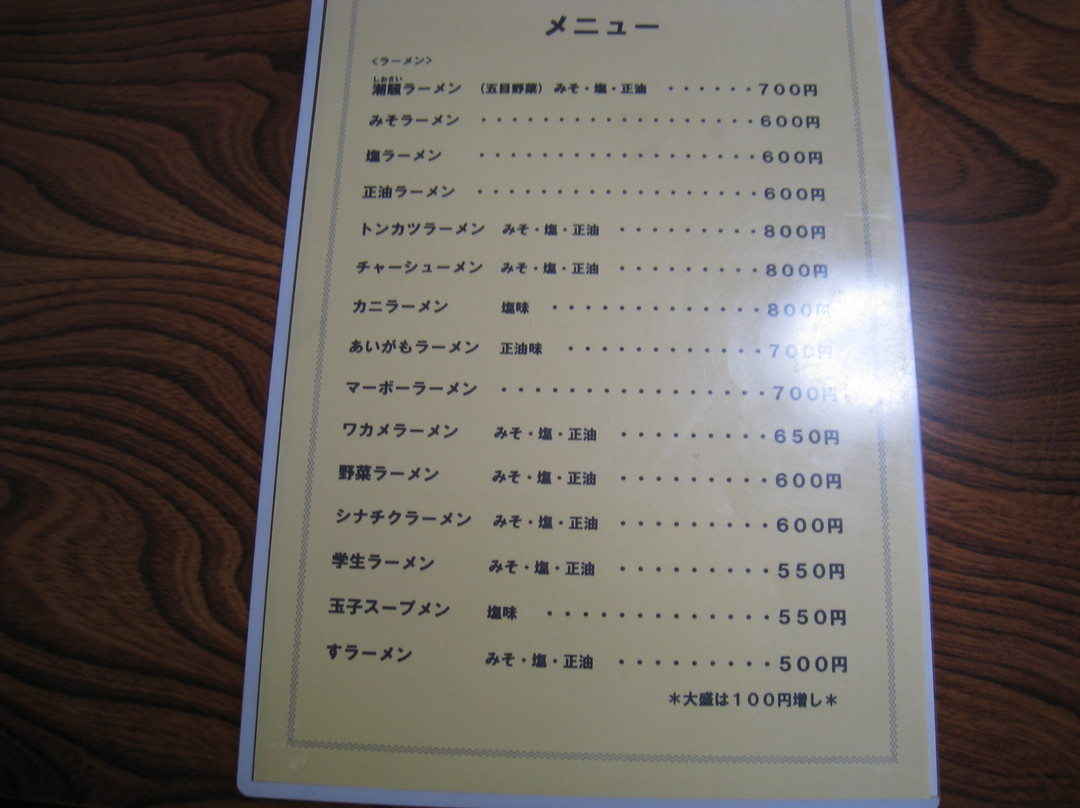 メニュー
<ラーメン>
しおさい
潮騒ラーメン (五目野菜) みそ・塩・正油 ・・・・・・700円
みそラーメン ・・・・・・・・・・・・・・・・・・600円
塩ラーメン ・・・・・・・・・・・・・・・・・・600円
正油ラーメン ・・・・・・・・・・・・・・・・・・600円
トンカツラーメン みそ・塩・正油 ・・・・・・・・・800円
チャーシューメン みそ・塩・正油 ・・・・・・・・・800円
カニラーメン 塩味 ・・・・・・・・・・・・・800円
あいがもラーメン 正油味 ・・・・・・・・・・・・700円
マーボーラーメン ・・・・・・・・・・・・・・・・700円
ワカメラーメン みそ・塩・正油 ・・・・・・・・・650円
野菜ラーメン みそ・塩・正油 ・・・・・・・・・600円
シナチクラーメン みそ・塩・正油 ・・・・・・・・・600円
学生ラーメン みそ・塩・正油 ・・・・・・・・・550円
玉子スープメン 塩味 ・・・・・・・・・・・・・550円
すラーメン みそ・塩・正油 ・・・・・・・・・500円
＊大盛は100円増し＊